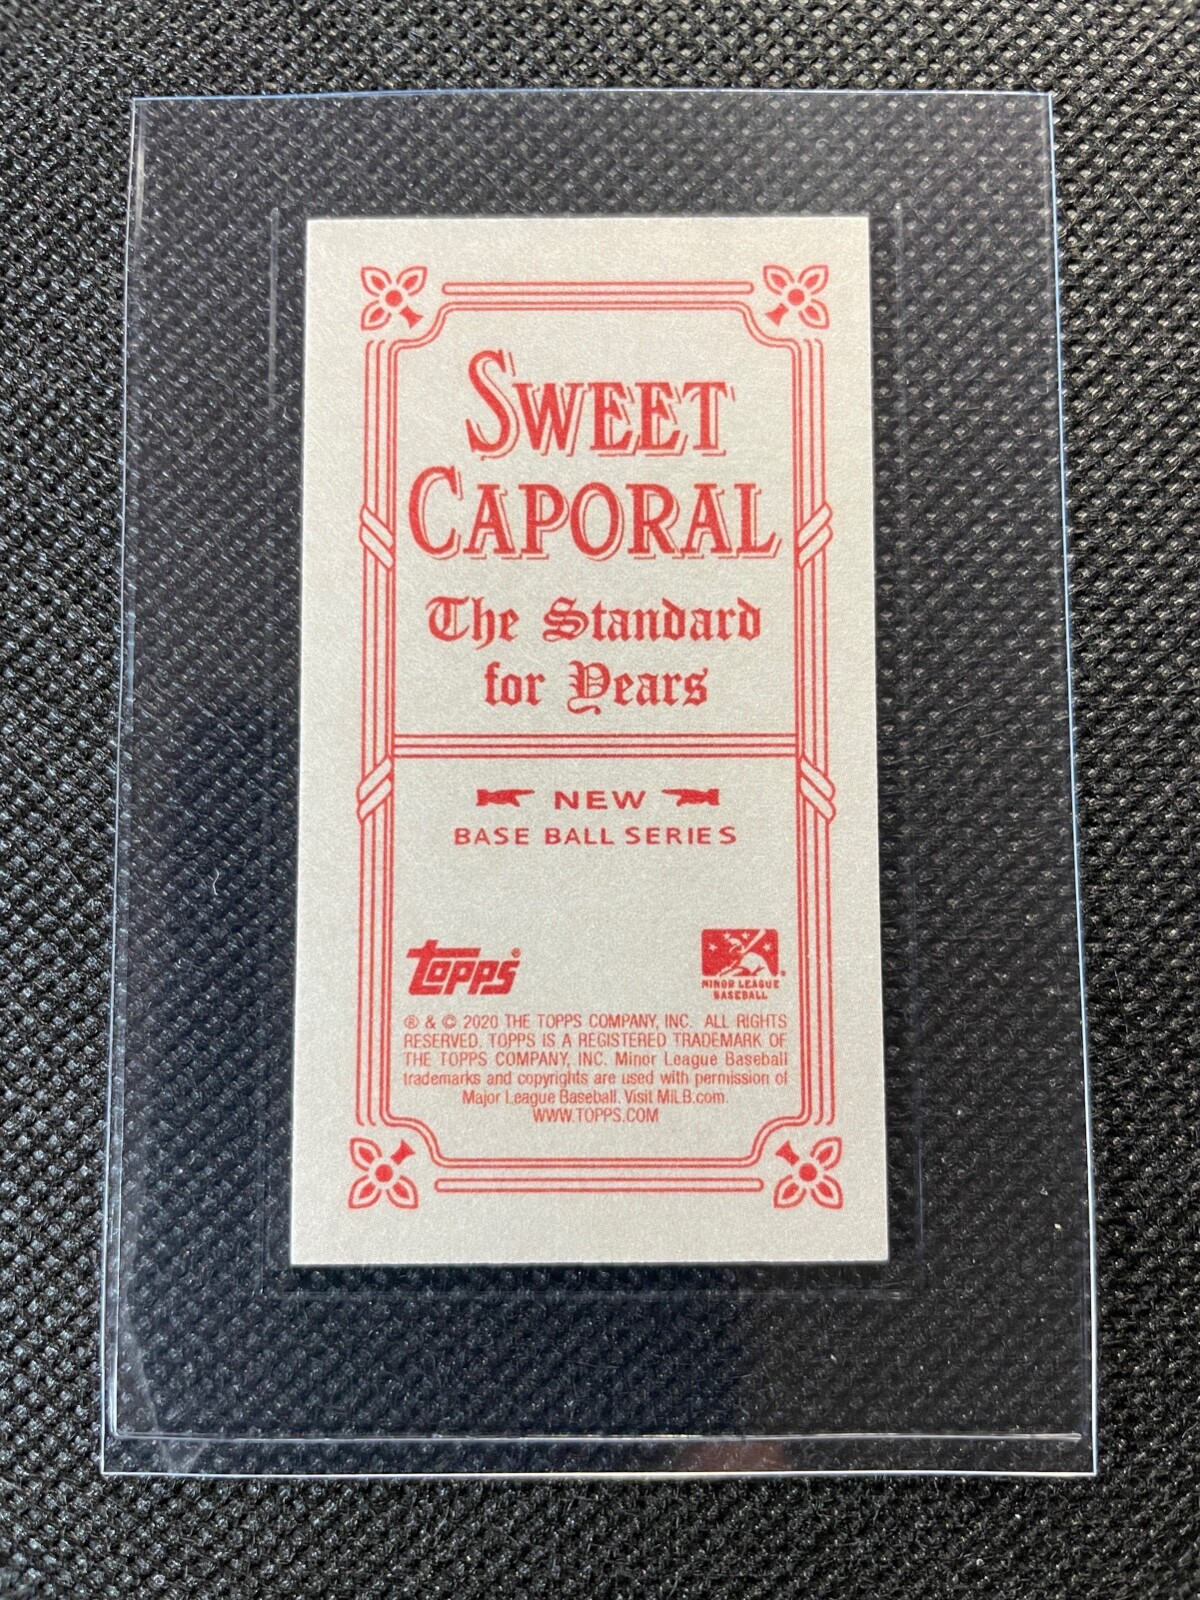 SWEET
CAPORAL
The Standard
for Years
NEW
BASE BALL SERIES
topps®
MINOR LEAGUE
BASEBALL
®
® & © 2020 THE TOPPS COMPANY, INC. ALL RIGHTS
RESERVED. TOPPS IS A REGISTERED TRADEMARK OF
THE TOPPS COMPANY, INC. Minor League Baseball
trademarks and copyrights are used with permission of
Major League Baseball. Visit MiLB.com.
WWW.TOPPS.COM